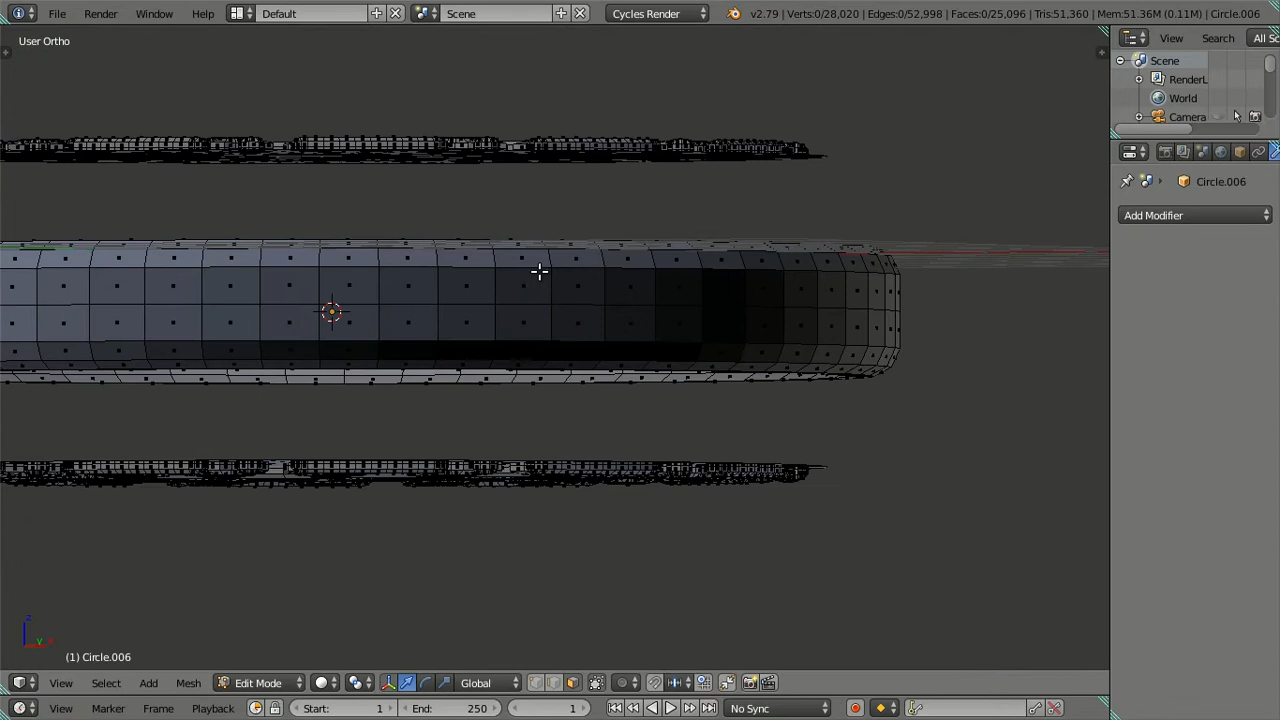 File Render Window Help Default Scene Cycles Render v2.79 | Verts:0/28,020 | Edges:0/52,998 | Faces:0/25,096 | Tris:51,360 | Mem:51.36M (0.11M) | Circle.006
User Ortho
View Search All Sc
Scene
RenderL
World
Camera
Circle.006
Add Modifier
z
y x
(1) Circle.006
View Select Add Mesh Edit Mode Global
View Marker Frame Playback Start: 1 End: 250 1 No Sync